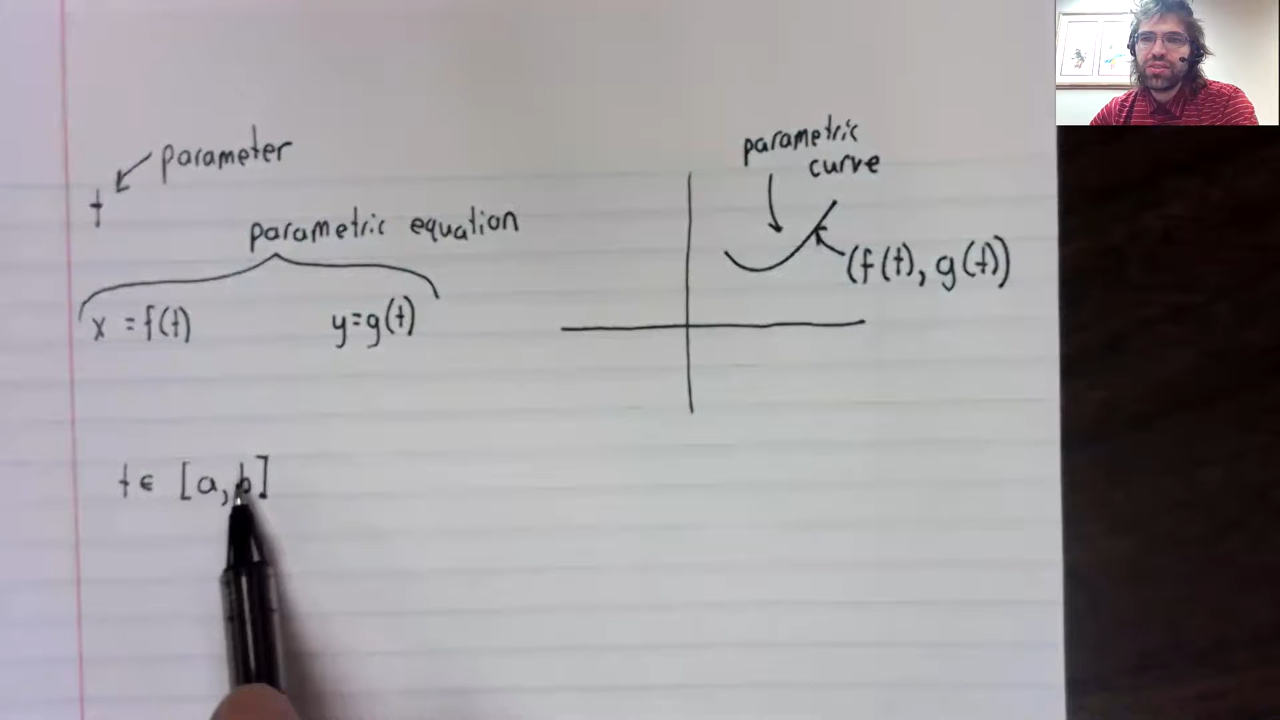 parameter
t
parametric equation
x = f(t) y=g(t)
t ∈ [a,b]
parametric
curve
(f(t), g(t))